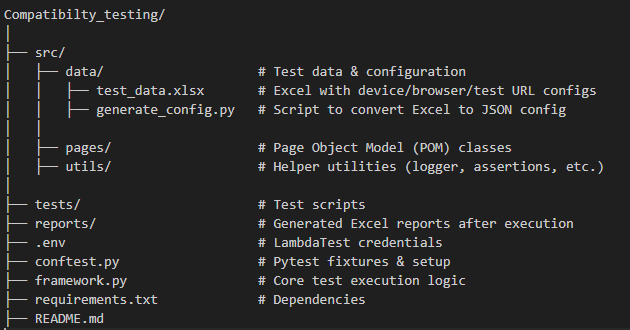 Compatibilty_testing/
│
├── src/
│   ├── data/                     # Test data & configuration
│   │   ├── test_data.xlsx        # Excel with device/browser/test URL configs
│   │   ├── generate_config.py    # Script to convert Excel to JSON config
│   │
│   ├── pages/                    # Page Object Model (POM) classes
│   ├── utils/                    # Helper utilities (logger, assertions, etc.)
│
├── tests/                        # Test scripts
├── reports/                      # Generated Excel reports after execution
├── .env                          # LambdaTest credentials
├── conftest.py                   # Pytest fixtures & setup
├── framework.py                  # Core test execution logic
├── requirements.txt              # Dependencies
├── README.md